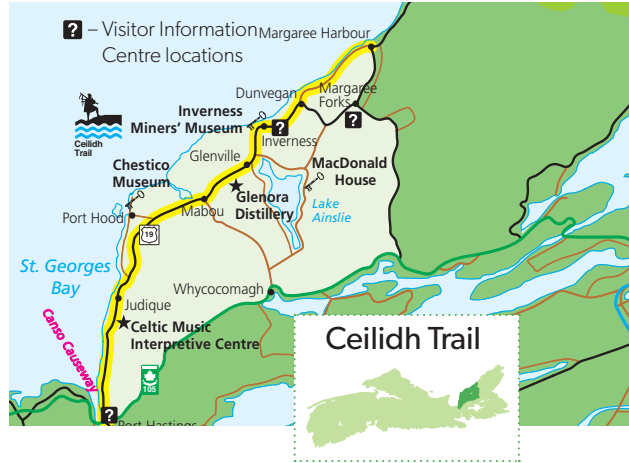 ? – Visitor Information
Centre locations
Margaree Harbour
Dunvegan
Margaree
Forks
Inverness
Miners' Museum
?
?
Inverness
Ceilidh
Trail
Chestico
Museum
Glenville
MacDonald
House
Glenora
Distillery
Mabou
Port Hood
Lake
Ainslie
19
St. Georges
Bay
Whycocomagh
Judique
Celtic Music
Interpretive Centre
Canso Causeway
105
?
Port Hastings
Ceilidh Trail